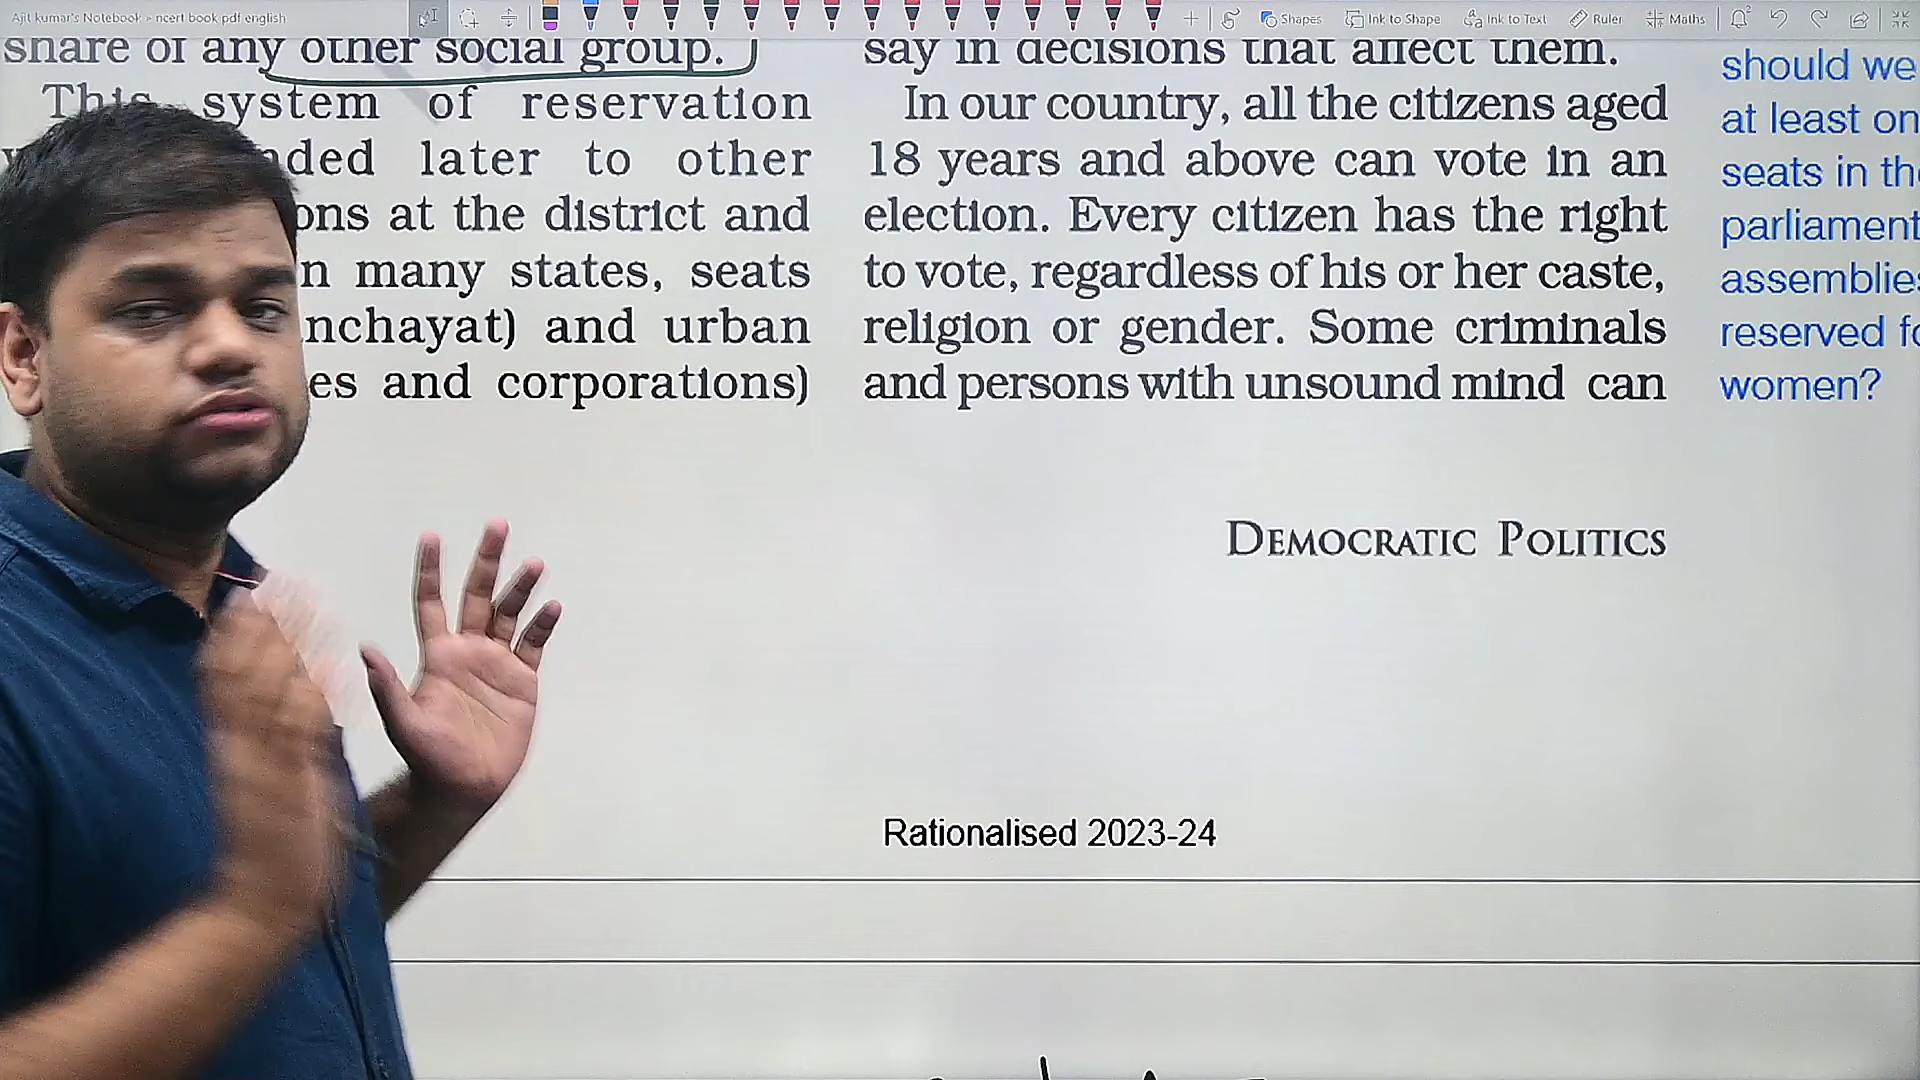 Ajit kumar's Notebook » ncert book pdf english
Shapes
Ink to Shape
Ink to Text
Ruler
Maths
share of any other social group.
This system of reservation
nded later to other
ons at the district and
n many states, seats
nchayat) and urban
es and corporations)
say in decisions that affect them.
In our country, all the citizens aged
18 years and above can vote in an
election. Every citizen has the right
to vote, regardless of his or her caste,
religion or gender. Some criminals
and persons with unsound mind can
should we
at least on
seats in the
parliament
assemblies
reserved fo
women?
DEMOCRATIC POLITICS
Rationalised 2023-24